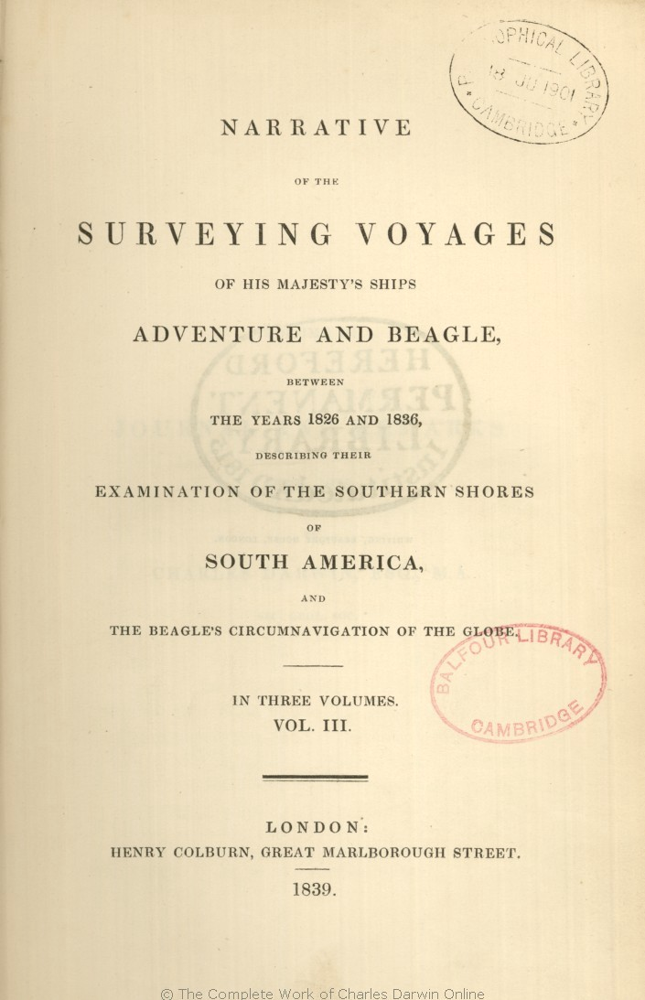 OPHICAL LIBRARY
18 JU 1901
CAMBRIDGE
NARRATIVE
OF THE
SURVEYING VOYAGES
OF HIS MAJESTY'S SHIPS
ADVENTURE AND BEAGLE,
HEREFORD
BETWEEN
PERMANENT
THE YEARS 1826 AND 1836,
LIBRARY
DESCRIBING THEIR
EXAMINATION OF THE SOUTHERN SHORES
OF
SOUTH AMERICA,
AND
THE BEAGLE'S CIRCUMNAVIGATION OF THE GLOBE.
BALFOUR LIBRARY
CAMBRIDGE
IN THREE VOLUMES.
VOL. III.
LONDON:
HENRY COLBURN, GREAT MARLBOROUGH STREET.
1839.
© The Complete Work of Charles Darwin Online